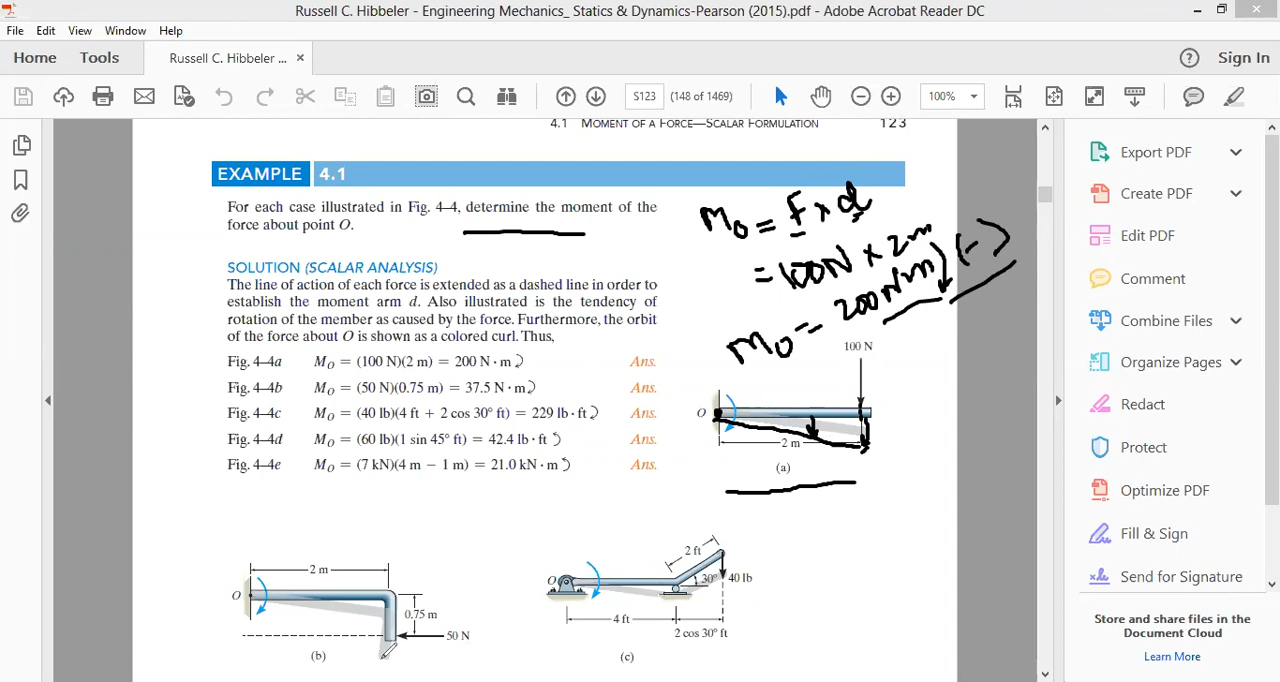 Russell C. Hibbeler - Engineering Mechanics_ Statics & Dynamics-Pearson (2015).pdf - Adobe Acrobat Reader DC
File Edit View Window Help
Home Tools Russell C. Hibbeler ... × Sign In
S123 (148 of 1469) 100%
4.1 MOMENT OF A FORCE—SCALAR FORMULATION 123
EXAMPLE 4.1
For each case illustrated in Fig. 4–4, determine the moment of the
force about point O.
SOLUTION (SCALAR ANALYSIS)
The line of action of each force is extended as a dashed line in order to
establish the moment arm d. Also illustrated is the tendency of
rotation of the member as caused by the force. Furthermore, the orbit
of the force about O is shown as a colored curl. Thus,
Fig. 4–4a MO = (100 N)(2 m) = 200 N·m↻ Ans.
Fig. 4–4b MO = (50 N)(0.75 m) = 37.5 N·m↻ Ans.
Fig. 4–4c MO = (40 lb)(4 ft + 2 cos 30° ft) = 229 lb·ft↻ Ans.
Fig. 4–4d MO = (60 lb)(1 sin 45° ft) = 42.4 lb·ft↺ Ans.
Fig. 4–4e MO = (7 kN)(4 m − 1 m) = 21.0 kN·m↺ Ans.
MO = F × d
= 100N × 2m
MO = 200Nm (-)
100 N
O
2 m
(a)
2 m
O
0.75 m
50 N
(b)
2 ft
O
30°
40 lb
4 ft
2 cos 30° ft
(c)
Export PDF
Create PDF
Edit PDF
Comment
Combine Files
Organize Pages
Redact
Protect
Optimize PDF
Fill & Sign
Send for Signature
Store and share files in the
Document Cloud
Learn More